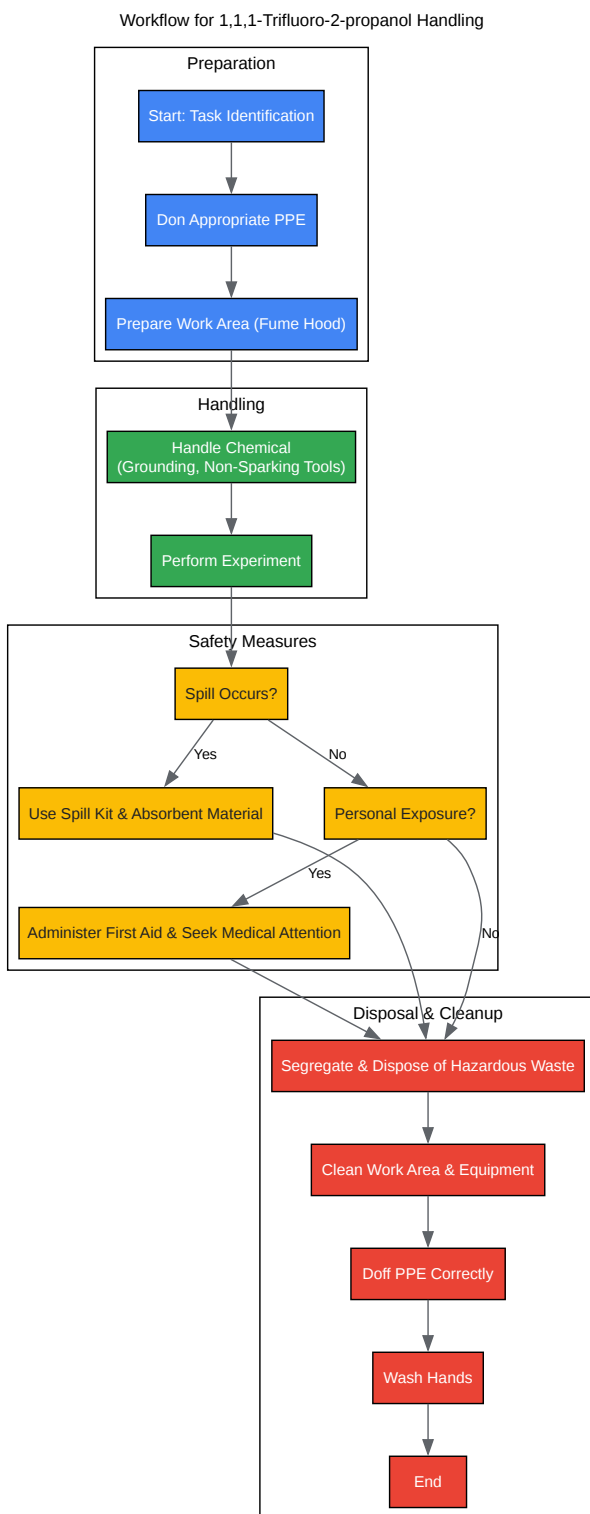 Workflow for 1,1,1-Trifluoro-2-propanol Handling
Preparation
Start: Task Identification
Don Appropriate PPE
Prepare Work Area (Fume Hood)
Handling
Handle Chemical
(Grounding, Non-Sparking Tools)
Perform Experiment
Safety Measures
Spill Occurs?
Yes
No
Use Spill Kit & Absorbent Material
Personal Exposure?
Yes
Administer First Aid & Seek Medical Attention
No
Disposal & Cleanup
Segregate & Dispose of Hazardous Waste
Clean Work Area & Equipment
Doff PPE Correctly
Wash Hands
End